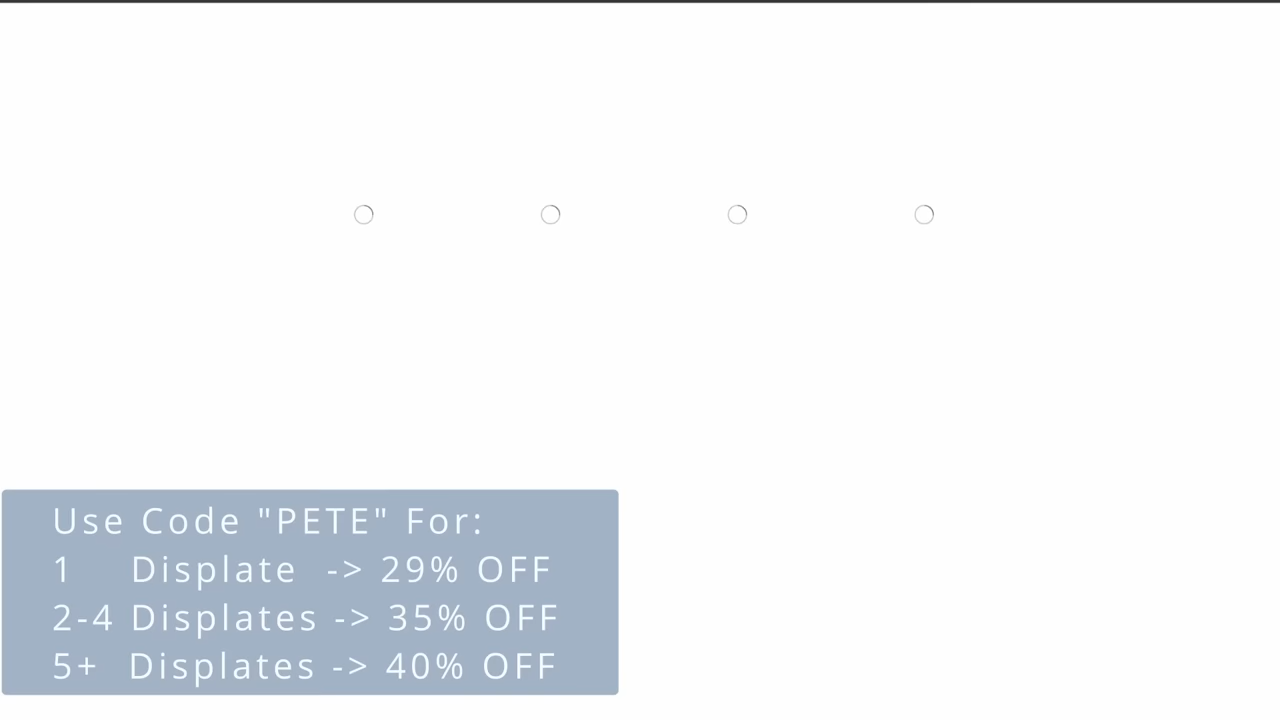 Use Code "PETE" For:
1 Displate -> 29% OFF
2-4 Displates -> 35% OFF
5+ Displates -> 40% OFF